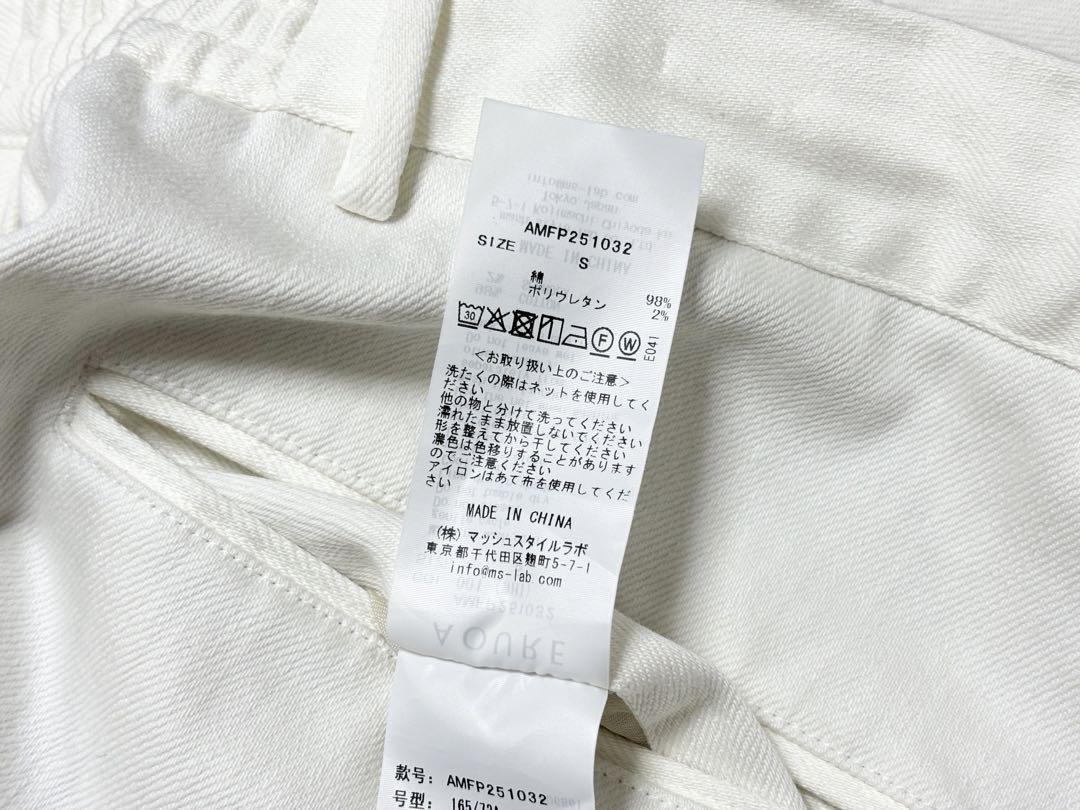 AMFP251032
SIZE S
綿 98%
ポリウレタン 2%
30 F W E041
＜お取り扱い上のご注意＞
洗たくの際はネットを使用してく
ださい
他の物と分けて洗ってください
濡れたまま放置しないでください
形を整えてから干してください
濃色は色移りすることがあります
のでご注意ください
アイロンはあて布を使用してくだ
さい
MADE IN CHINA
(株) マッシュスタイルラボ
東京都千代田区麹町5-7-1
info@ms-lab.com
AMFP251032
AOURE
款号: AMFP251032
号型: 165/72A